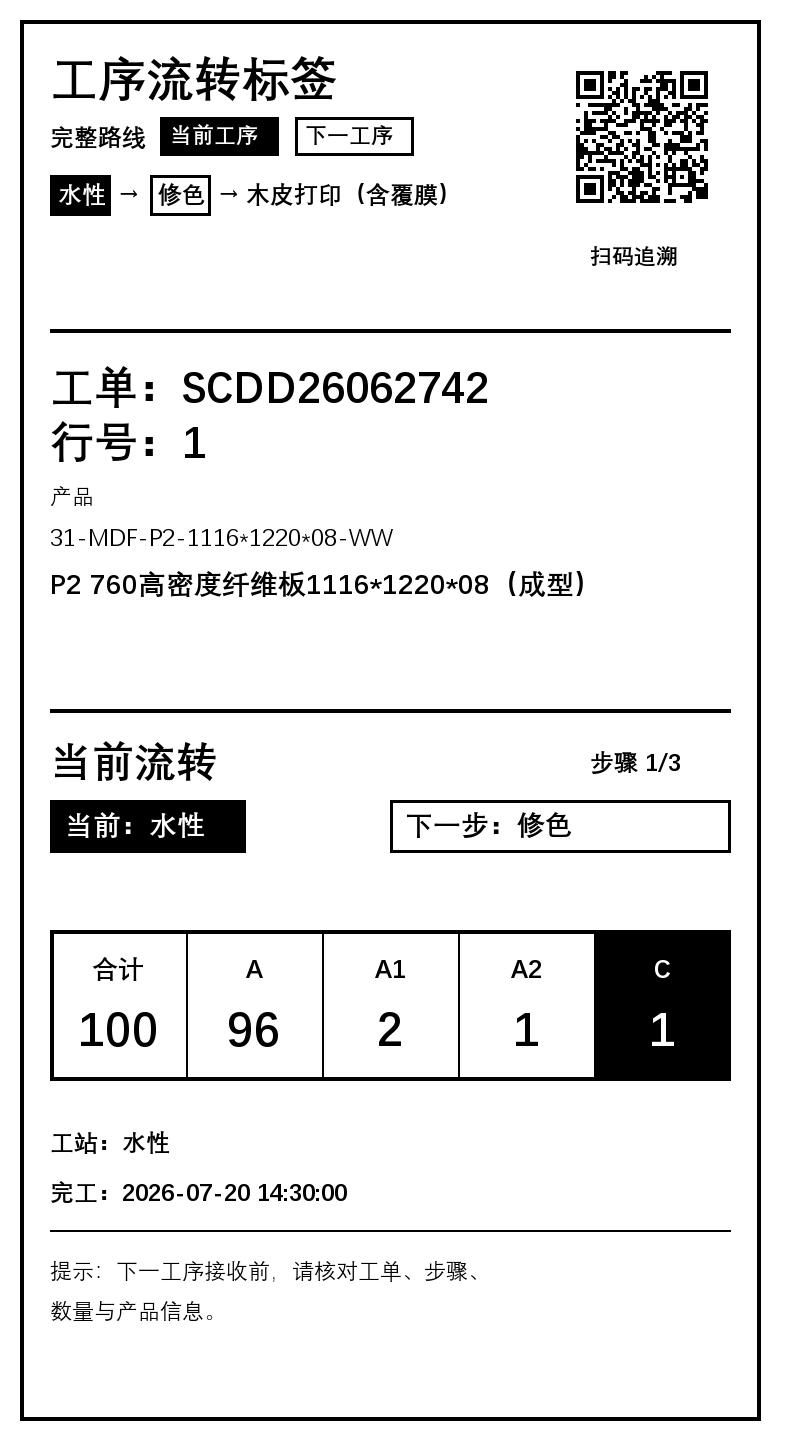 工序流转标签
完整路线 当前工序 下一工序
水性 → 修色 → 木皮打印（含覆膜）
扫码追溯
工单：SCDD26062742
行号：1
产品
31-MDF-P2-1116*1220*08-WW
P2 760高密度纤维板1116*1220*08（成型）
当前流转
步骤 1/3
当前：水性
下一步：修色
合计 A A1 A2 C
100 96 2 1 1
工站：水性
完工：2026-07-20 14:30:00
提示：下一工序接收前，请核对工单、步骤、
数量与产品信息。